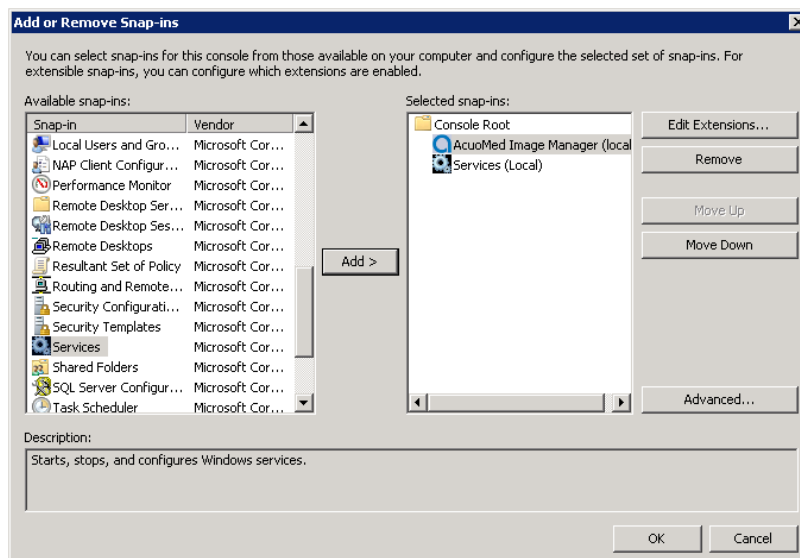 Add or Remove Snap-ins
You can select snap-ins for this console from those available on your computer and configure the selected set of snap-ins. For
extensible snap-ins, you can configure which extensions are enabled.
Available snap-ins:
Snap-in Vendor
Local Users and Gro... Microsoft Cor...
NAP Client Configur... Microsoft Cor...
Performance Monitor Microsoft Cor...
Remote Desktop Ser... Microsoft Cor...
Remote Desktop Ses... Microsoft Cor...
Remote Desktops Microsoft Cor...
Resultant Set of Policy Microsoft Cor...
Routing and Remote... Microsoft Cor...
Security Configurati... Microsoft Cor...
Security Templates Microsoft Cor...
Services Microsoft Cor...
Shared Folders Microsoft Cor...
SQL Server Configur... Microsoft Cor...
Task Scheduler Microsoft Cor...
Add >
Selected snap-ins:
Console Root
AcuoMed Image Manager (local
Services (Local)
Edit Extensions...
Remove
Move Up
Move Down
Advanced...
Description:
Starts, stops, and configures Windows services.
OK
Cancel